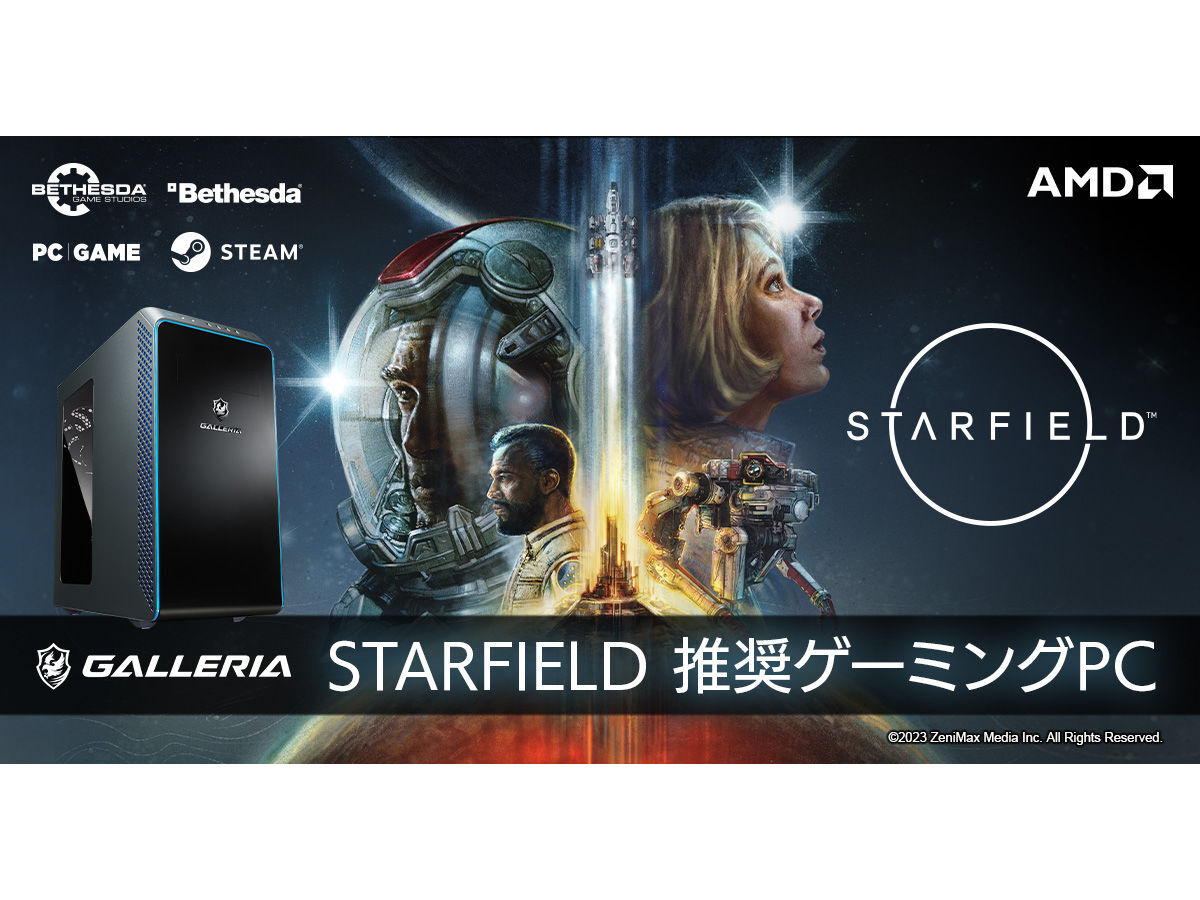 BETHESDA
GAME STUDIOS
Bethesda®
PC | GAME
STEAM®
AMD
GALLERIA
STARFIELD™
GALLERIA
STARFIELD 推奨ゲーミングPC
©2023 ZeniMax Media Inc. All Rights Reserved.